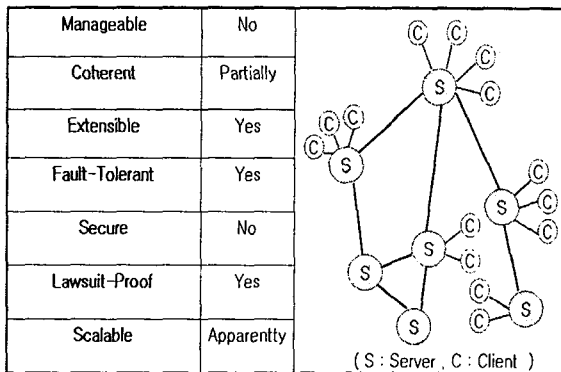 Manageable No
Coherent Partially
Extensible Yes
Fault-Tolerant Yes
Secure No
Lawsuit-Proof Yes
Scalable Apparently
C
C
C
C
S
C
C
C
S
C
C
C
S
C
C
S
S
S
C
C
S
( S : Server , C : Client )